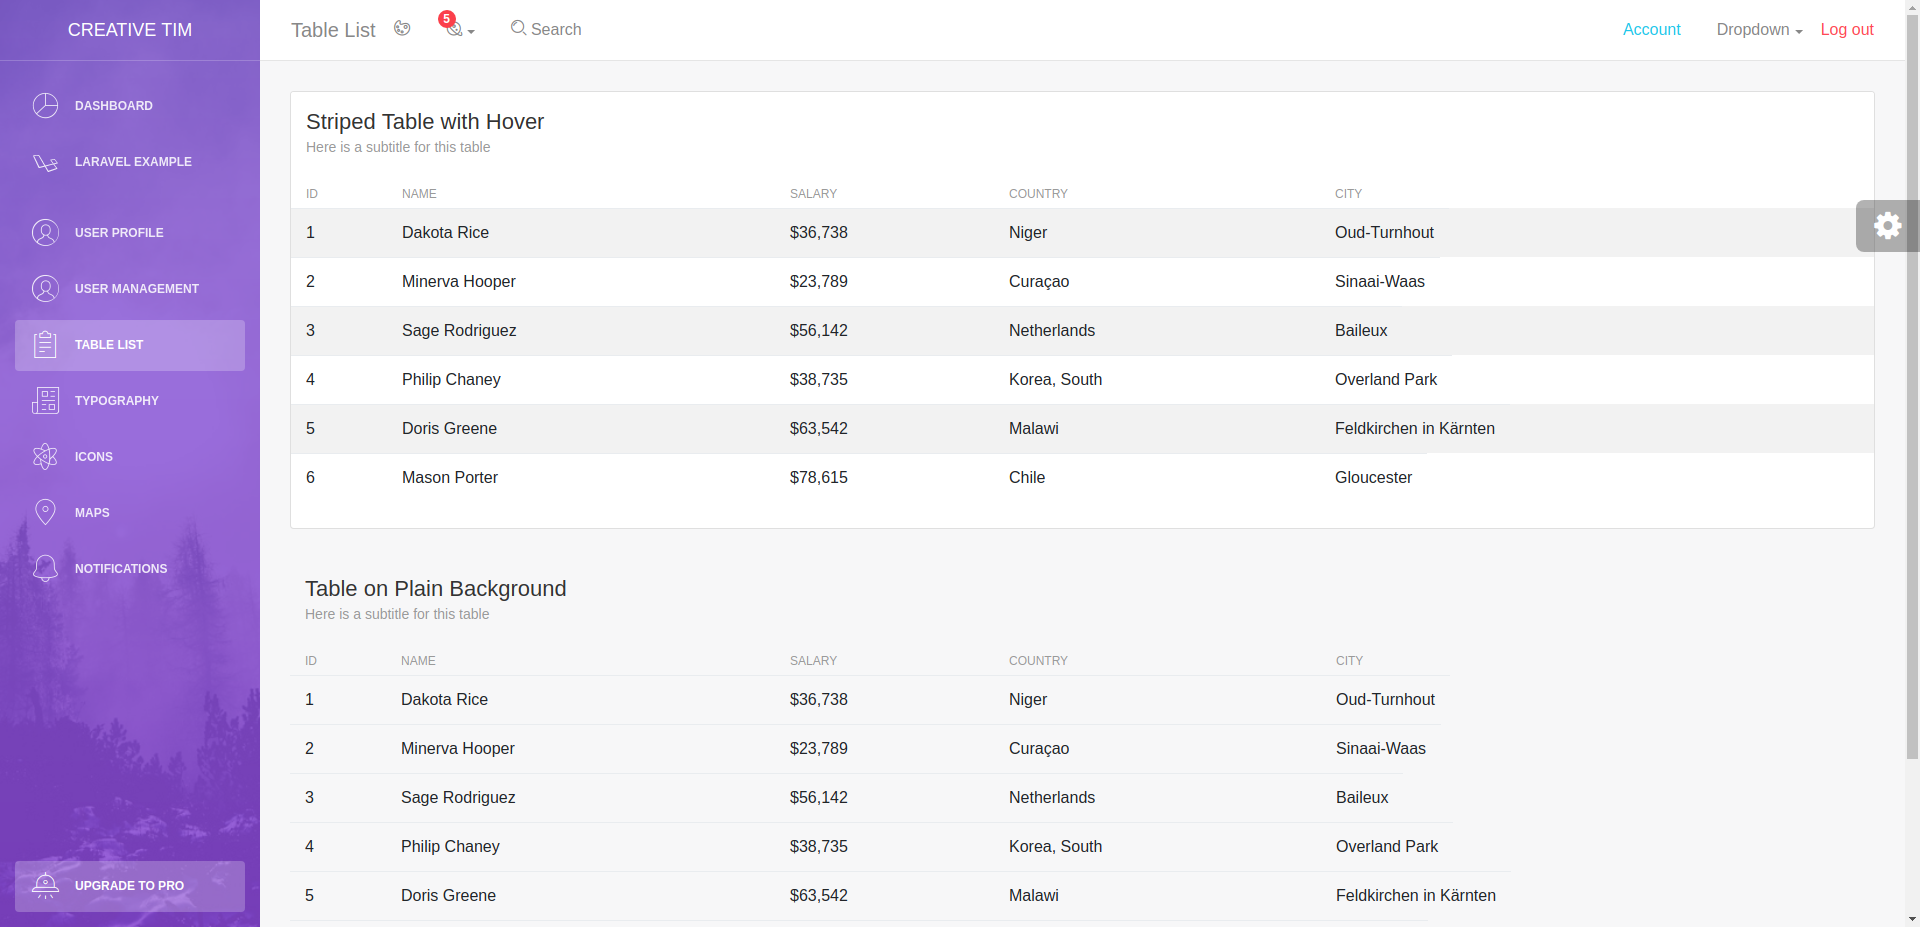 CREATIVE TIM
DASHBOARD
LARAVEL EXAMPLE
USER PROFILE
USER MANAGEMENT
TABLE LIST
TYPOGRAPHY
ICONS
MAPS
NOTIFICATIONS
UPGRADE TO PRO
Table List 5 Search Account Dropdown Log out
Striped Table with Hover
Here is a subtitle for this table
ID NAME SALARY COUNTRY CITY
1 Dakota Rice $36,738 Niger Oud-Turnhout
2 Minerva Hooper $23,789 Curaçao Sinaai-Waas
3 Sage Rodriguez $56,142 Netherlands Baileux
4 Philip Chaney $38,735 Korea, South Overland Park
5 Doris Greene $63,542 Malawi Feldkirchen in Kärnten
6 Mason Porter $78,615 Chile Gloucester
Table on Plain Background
Here is a subtitle for this table
ID NAME SALARY COUNTRY CITY
1 Dakota Rice $36,738 Niger Oud-Turnhout
2 Minerva Hooper $23,789 Curaçao Sinaai-Waas
3 Sage Rodriguez $56,142 Netherlands Baileux
4 Philip Chaney $38,735 Korea, South Overland Park
5 Doris Greene $63,542 Malawi Feldkirchen in Kärnten